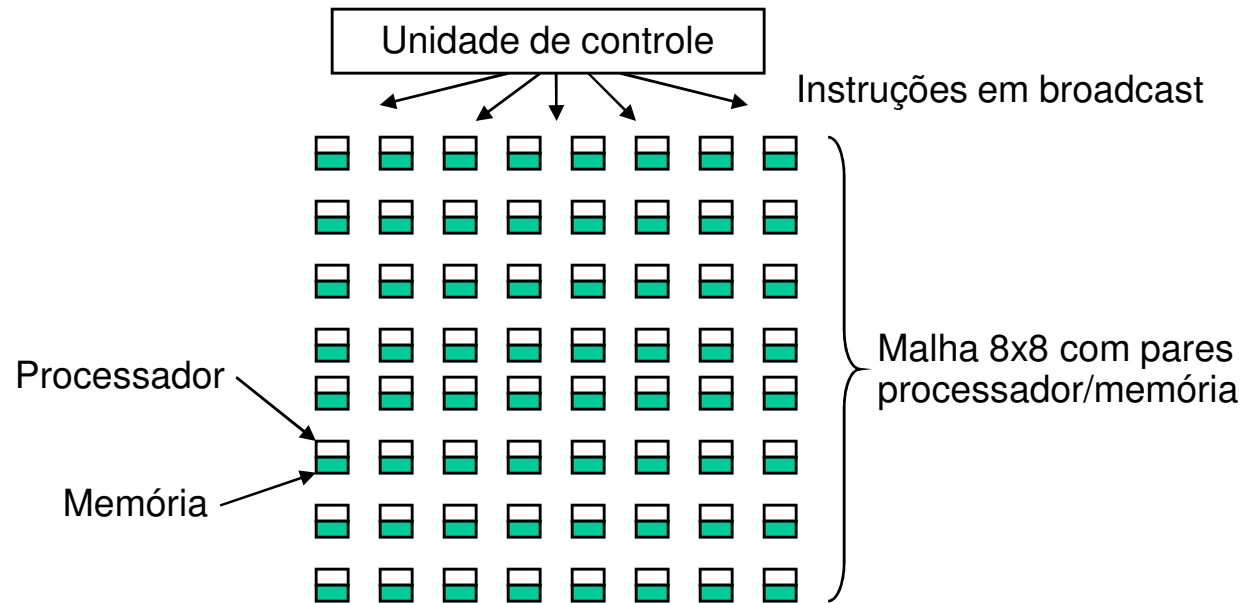 Unidade de controle
Instruções em broadcast
Malha 8x8 com pares
processador/memória
Processador
Memória